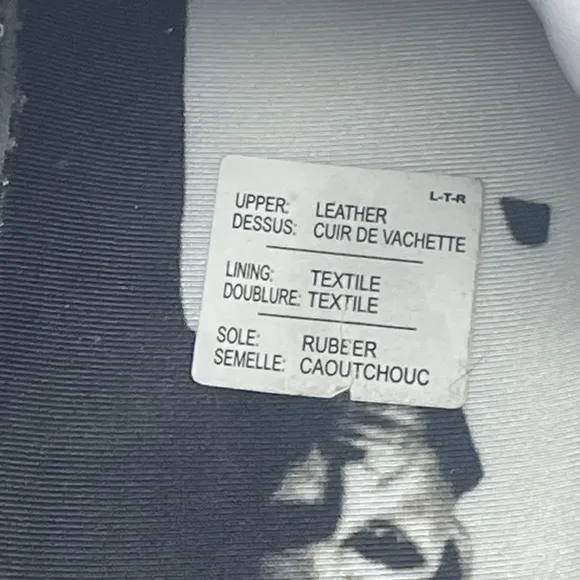 L-T-R
UPPER: LEATHER
DESSUS: CUIR DE VACHETTE
LINING: TEXTILE
DOUBLURE: TEXTILE
SOLE: RUBBER
SEMELLE: CAOUTCHOUC